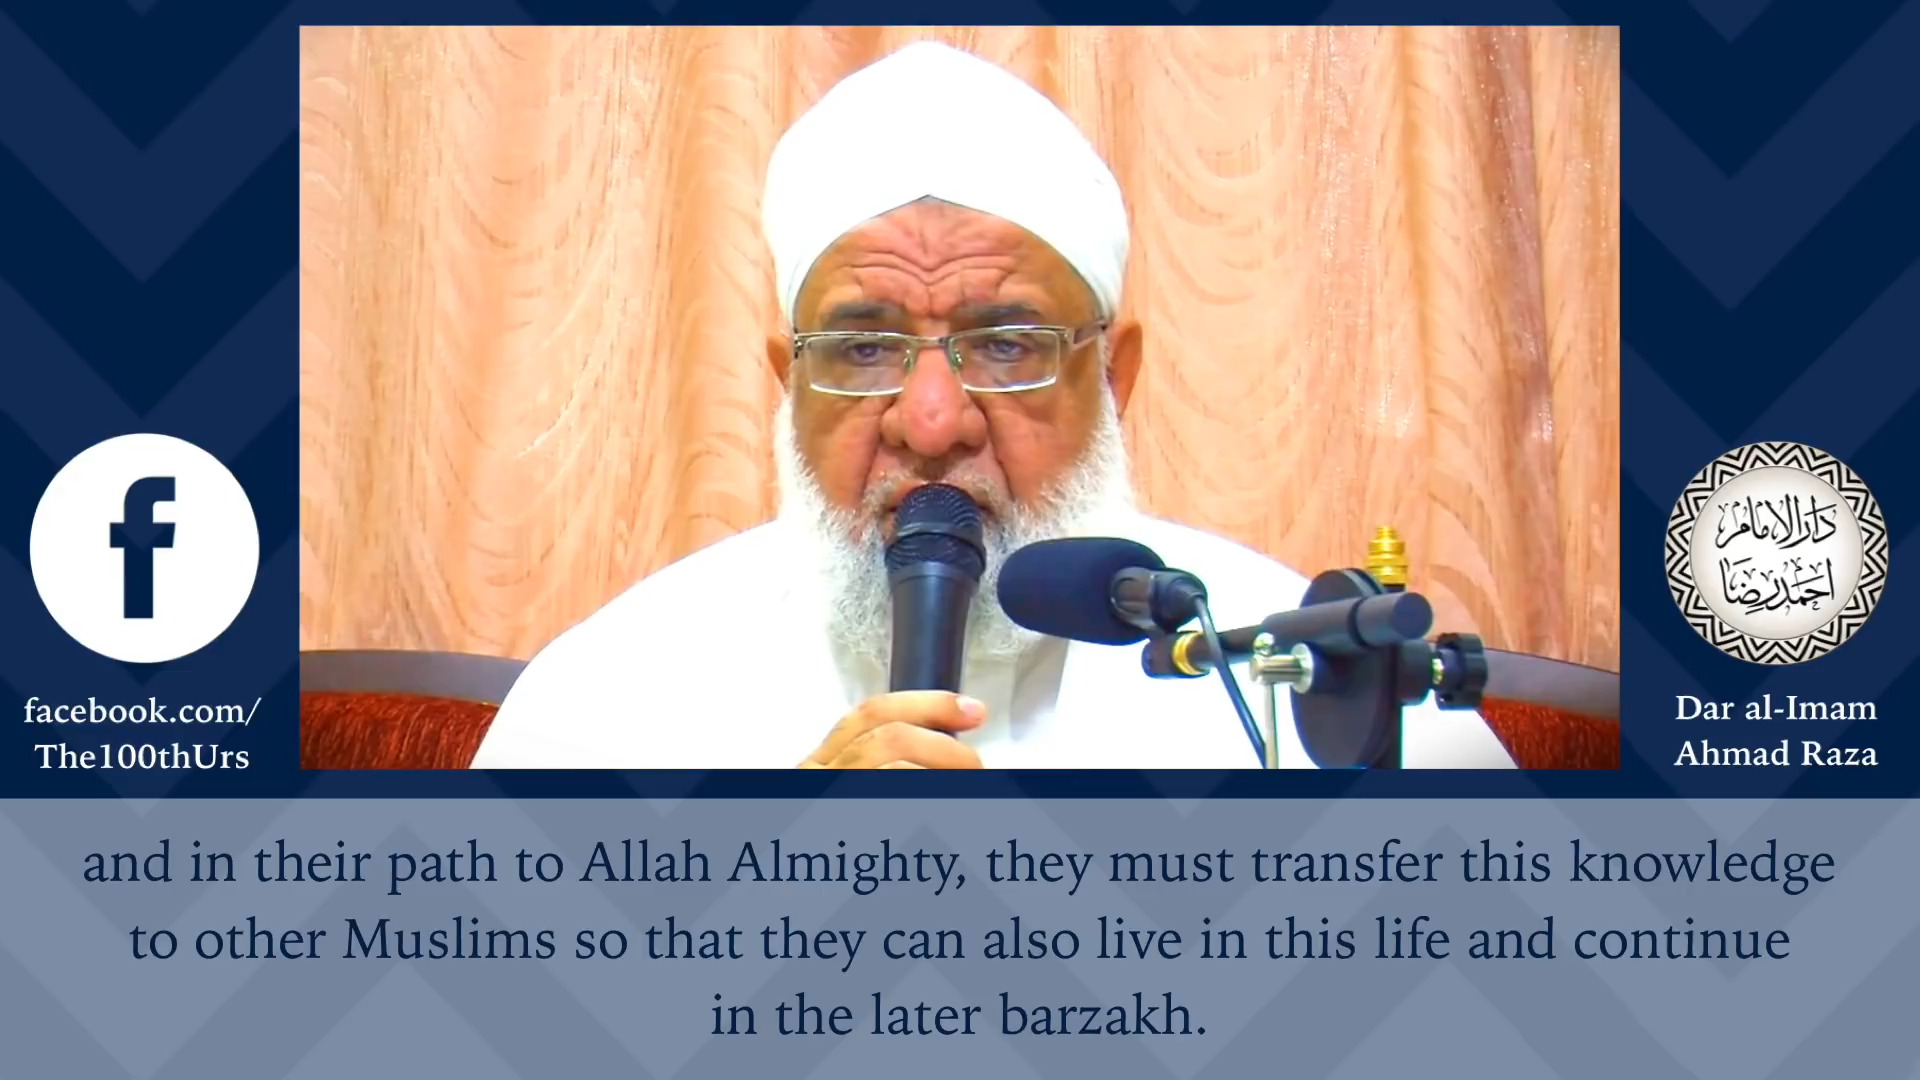 f
facebook.com/
The100thUrs
دار الإمام
احمد رضا
Dar al-Imam
Ahmad Raza
and in their path to Allah Almighty, they must transfer this knowledge
to other Muslims so that they can also live in this life and continue
in the later barzakh.